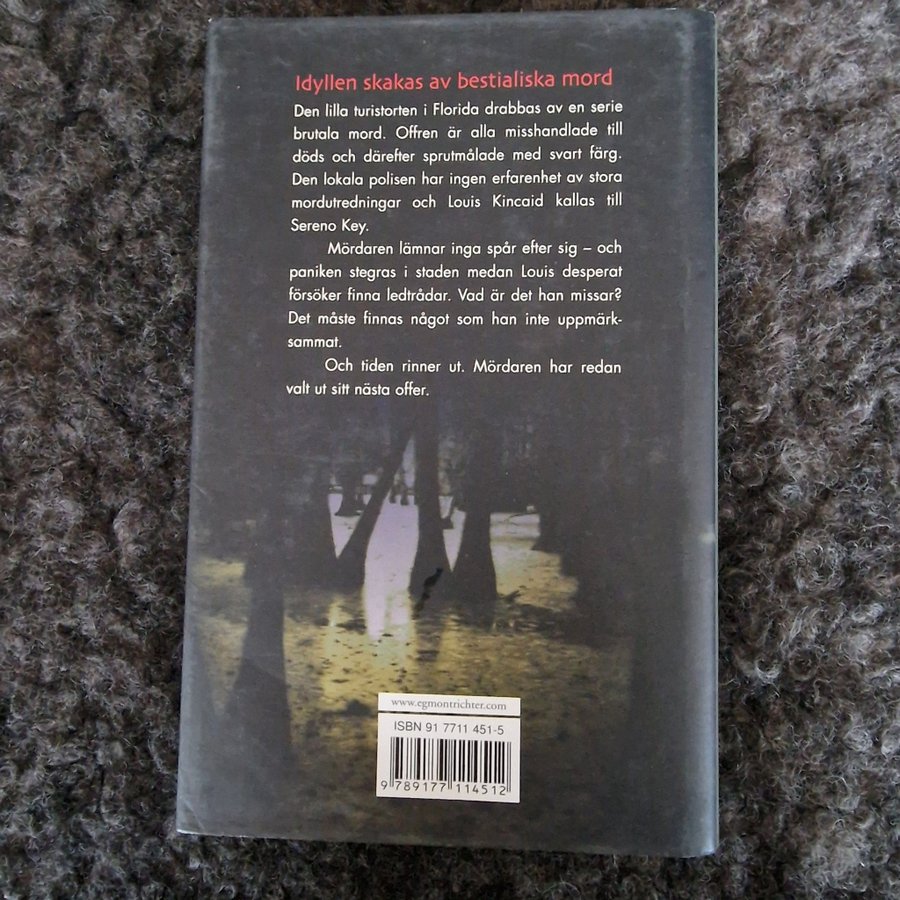 Idyllen skakas av bestialiska mord
Den lilla turistorten i Florida drabbas av en serie
brutala mord. Offren är alla misshandlade till
döds och därefter sprutmålade med svart färg.
Den lokala polisen har ingen erfarenhet av stora
mordutredningar och Louis Kincaid kallas till
Sereno Key.
Mördaren lämnar inga spår efter sig – och
paniken stegras i staden medan Louis desperat
försöker finna ledtrådar. Vad är det han missar?
Det måste finnas något som han inte uppmärk-
sammat.
Och tiden rinner ut. Mördaren har redan
valt ut sitt nästa offer.
www.egmontrichter.com
ISBN 91 7711 451-5
9 789177 114512